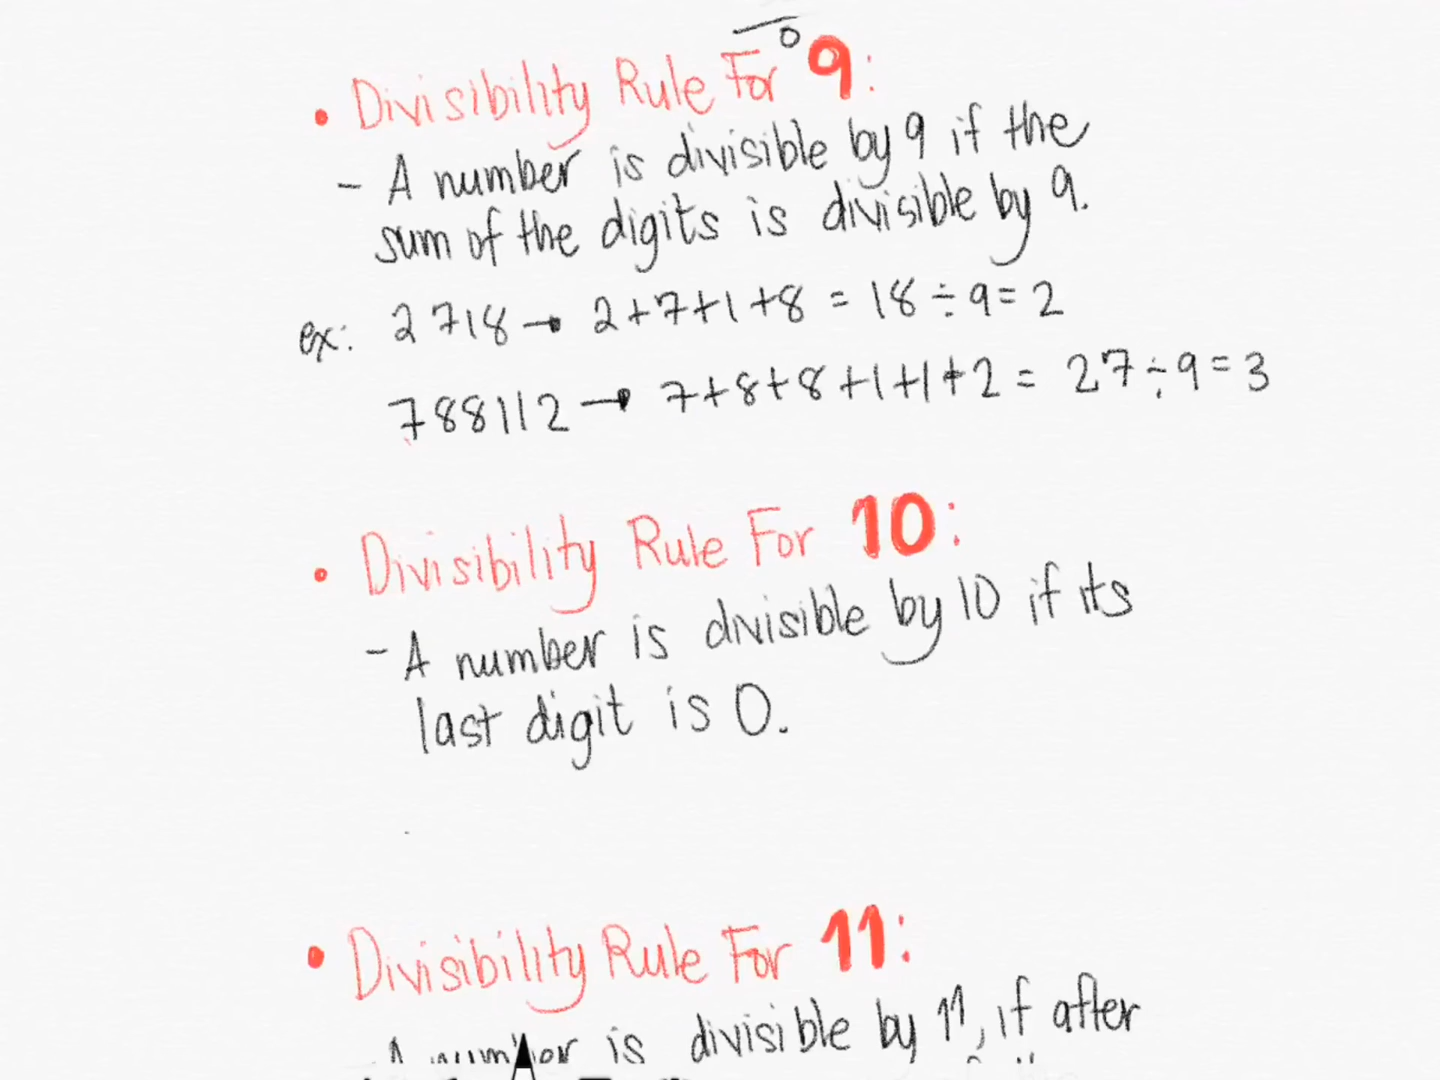 • Divisibility Rule For 9:
- A number is divisible by 9 if the
sum of the digits is divisible by 9.
ex: 2718 → 2+7+1+8 = 18 ÷ 9 = 2
788112 → 7+8+8+1+1+2 = 27 ÷ 9 = 3
• Divisibility Rule For 10:
- A number is divisible by 10 if its
last digit is 0.
• Divisibility Rule For 11:
A number is divisible by 11, if after